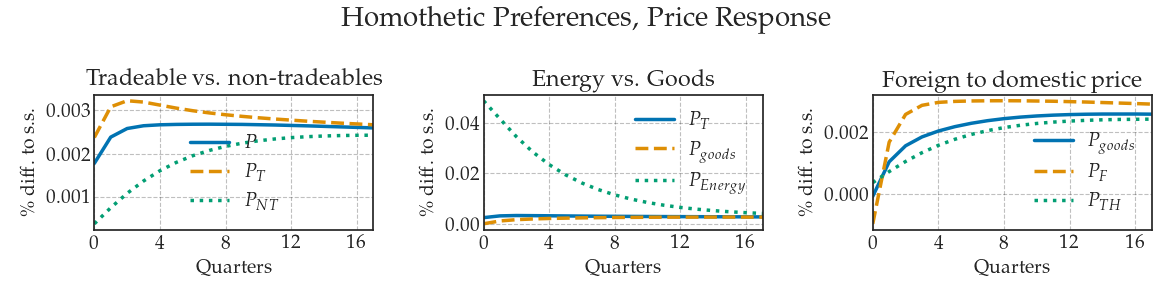 Homothetic Preferences, Price Response
Tradeable vs. non-tradeables
% diff. to s.s.
0.003
0.002
0.001
P
P_T
P_NT
0 4 8 12 16
Quarters
Energy vs. Goods
% diff. to s.s.
0.04
0.02
0.00
P_T
P_goods
P_Energy
0 4 8 12 16
Quarters
Foreign to domestic price
% diff. to s.s.
0.002
0.000
P_goods
P_F
P_TH
0 4 8 12 16
Quarters